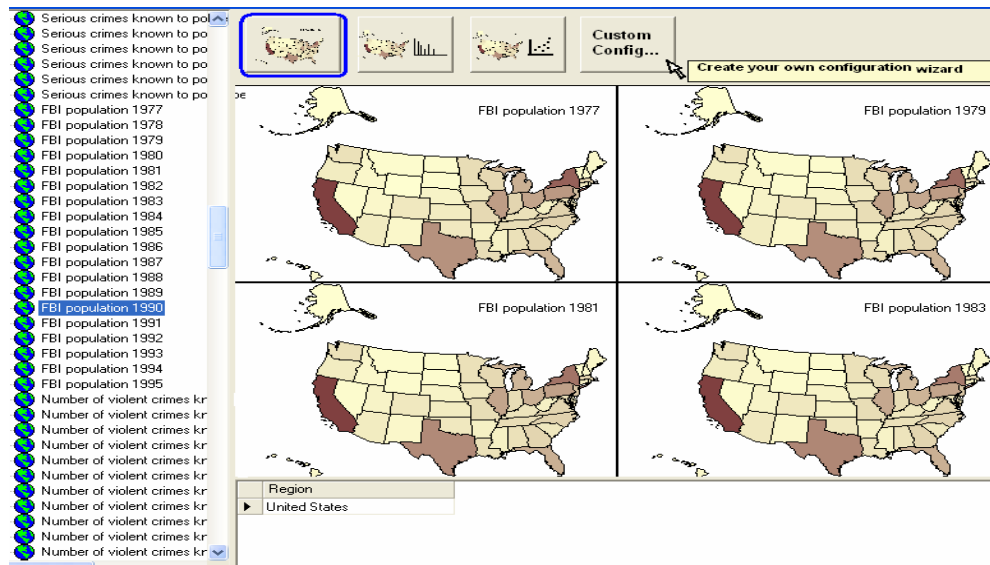 Serious crimes known to police
Serious crimes known to po
Serious crimes known to po
Serious crimes known to po
Serious crimes known to po
Serious crimes known to po
FBI population 1977
FBI population 1978
FBI population 1979
FBI population 1980
FBI population 1981
FBI population 1982
FBI population 1983
FBI population 1984
FBI population 1985
FBI population 1986
FBI population 1987
FBI population 1988
FBI population 1989
FBI population 1990
FBI population 1991
FBI population 1992
FBI population 1993
FBI population 1994
FBI population 1995
Number of violent crimes kr
Number of violent crimes kr
Number of violent crimes kr
Number of violent crimes kr
Number of violent crimes kr
Number of violent crimes kr
Number of violent crimes kr
Number of violent crimes kr
Number of violent crimes kr
Number of violent crimes kr
Number of violent crimes kr
Custom
Config...
Create your own configuration wizard
FBI population 1977
FBI population 1979
FBI population 1981
FBI population 1983
Region
United States